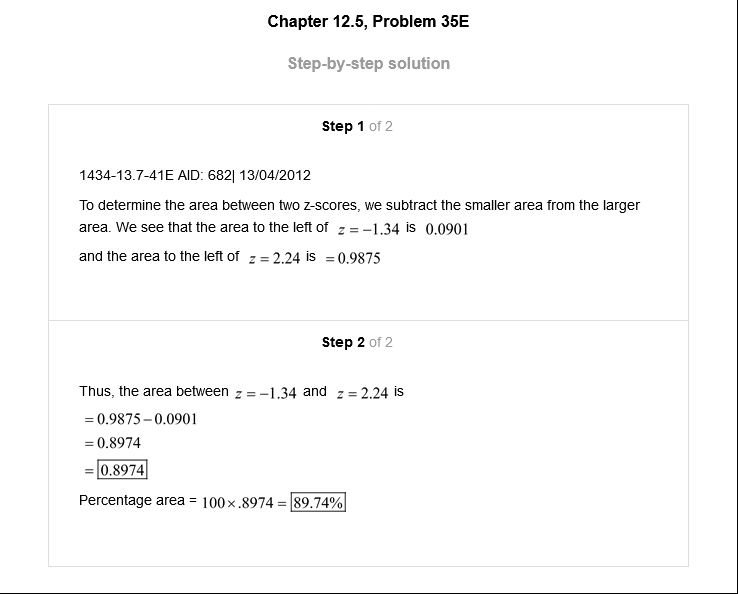 Chapter 12.5, Problem 35E
Step-by-step solution
Step 1 of 2
1434-13.7-41E AID: 682| 13/04/2012
To determine the area between two z-scores, we subtract the smaller area from the larger
area. We see that the area to the left of z = −1.34 is 0.0901
and the area to the left of z = 2.24 is = 0.9875
Step 2 of 2
Thus, the area between z = −1.34 and z = 2.24 is
= 0.9875 − 0.0901
= 0.8974
= 0.8974
Percentage area = 100 × .8974 = 89.74%